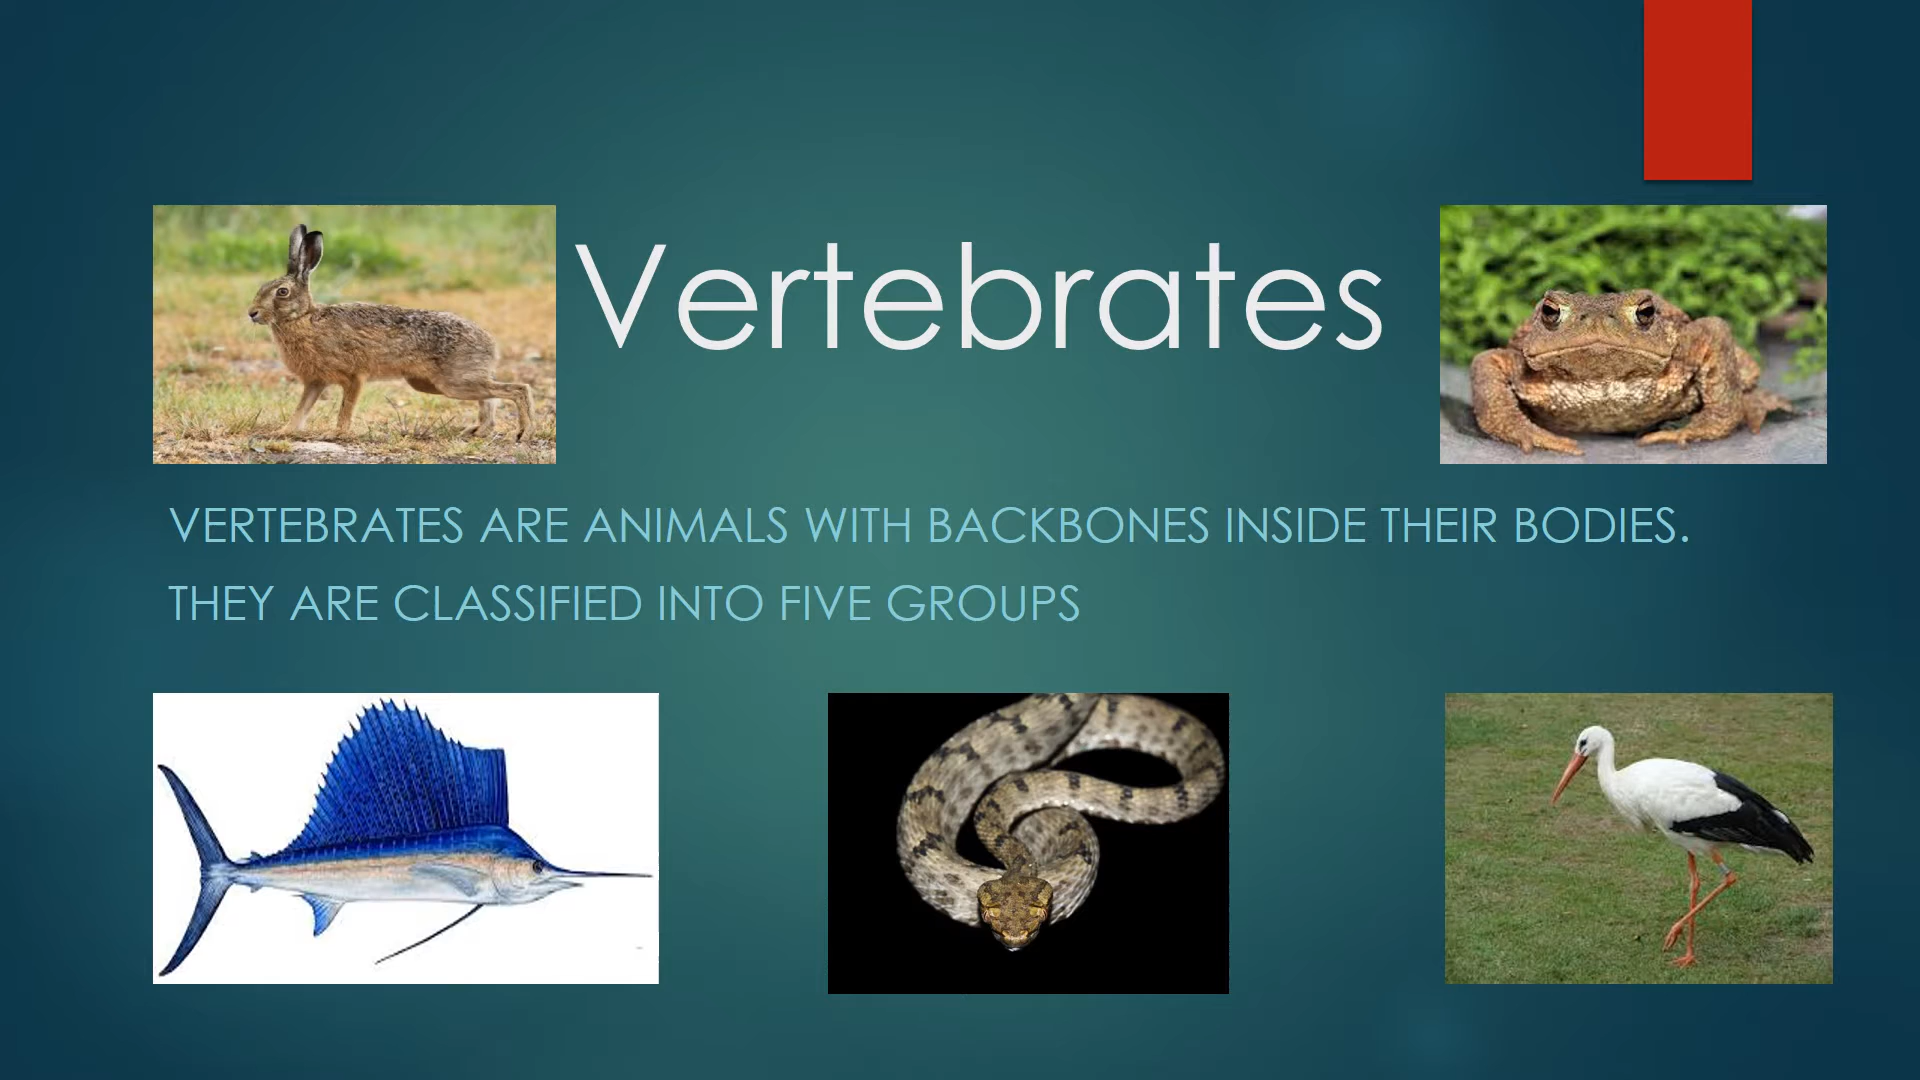 Vertebrates
VERTEBRATES ARE ANIMALS WITH BACKBONES INSIDE THEIR BODIES.
THEY ARE CLASSIFIED INTO FIVE GROUPS